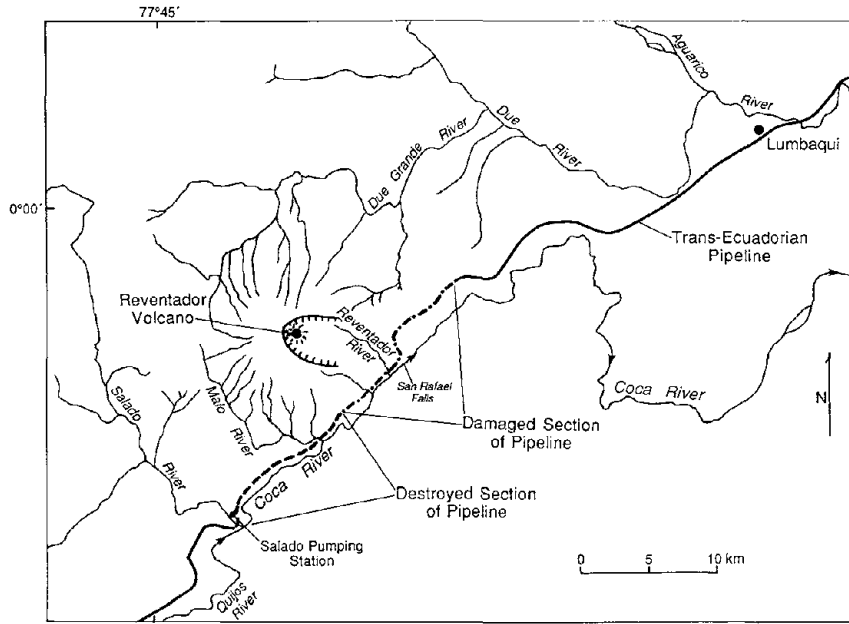 77°45'
Aguarico
River
Due
River
Lumbaqui
Due Grande River
0°00'
Trans-Ecuadorian
Pipeline
Reventador
Volcano
Reventador
River
San Rafael
Falls
Coca River
N
Salado
River
Malo
River
Damaged Section
of Pipeline
Coca River
Destroyed Section
of Pipeline
Salado Pumping
Station
0 5 10 km
Quijos
River